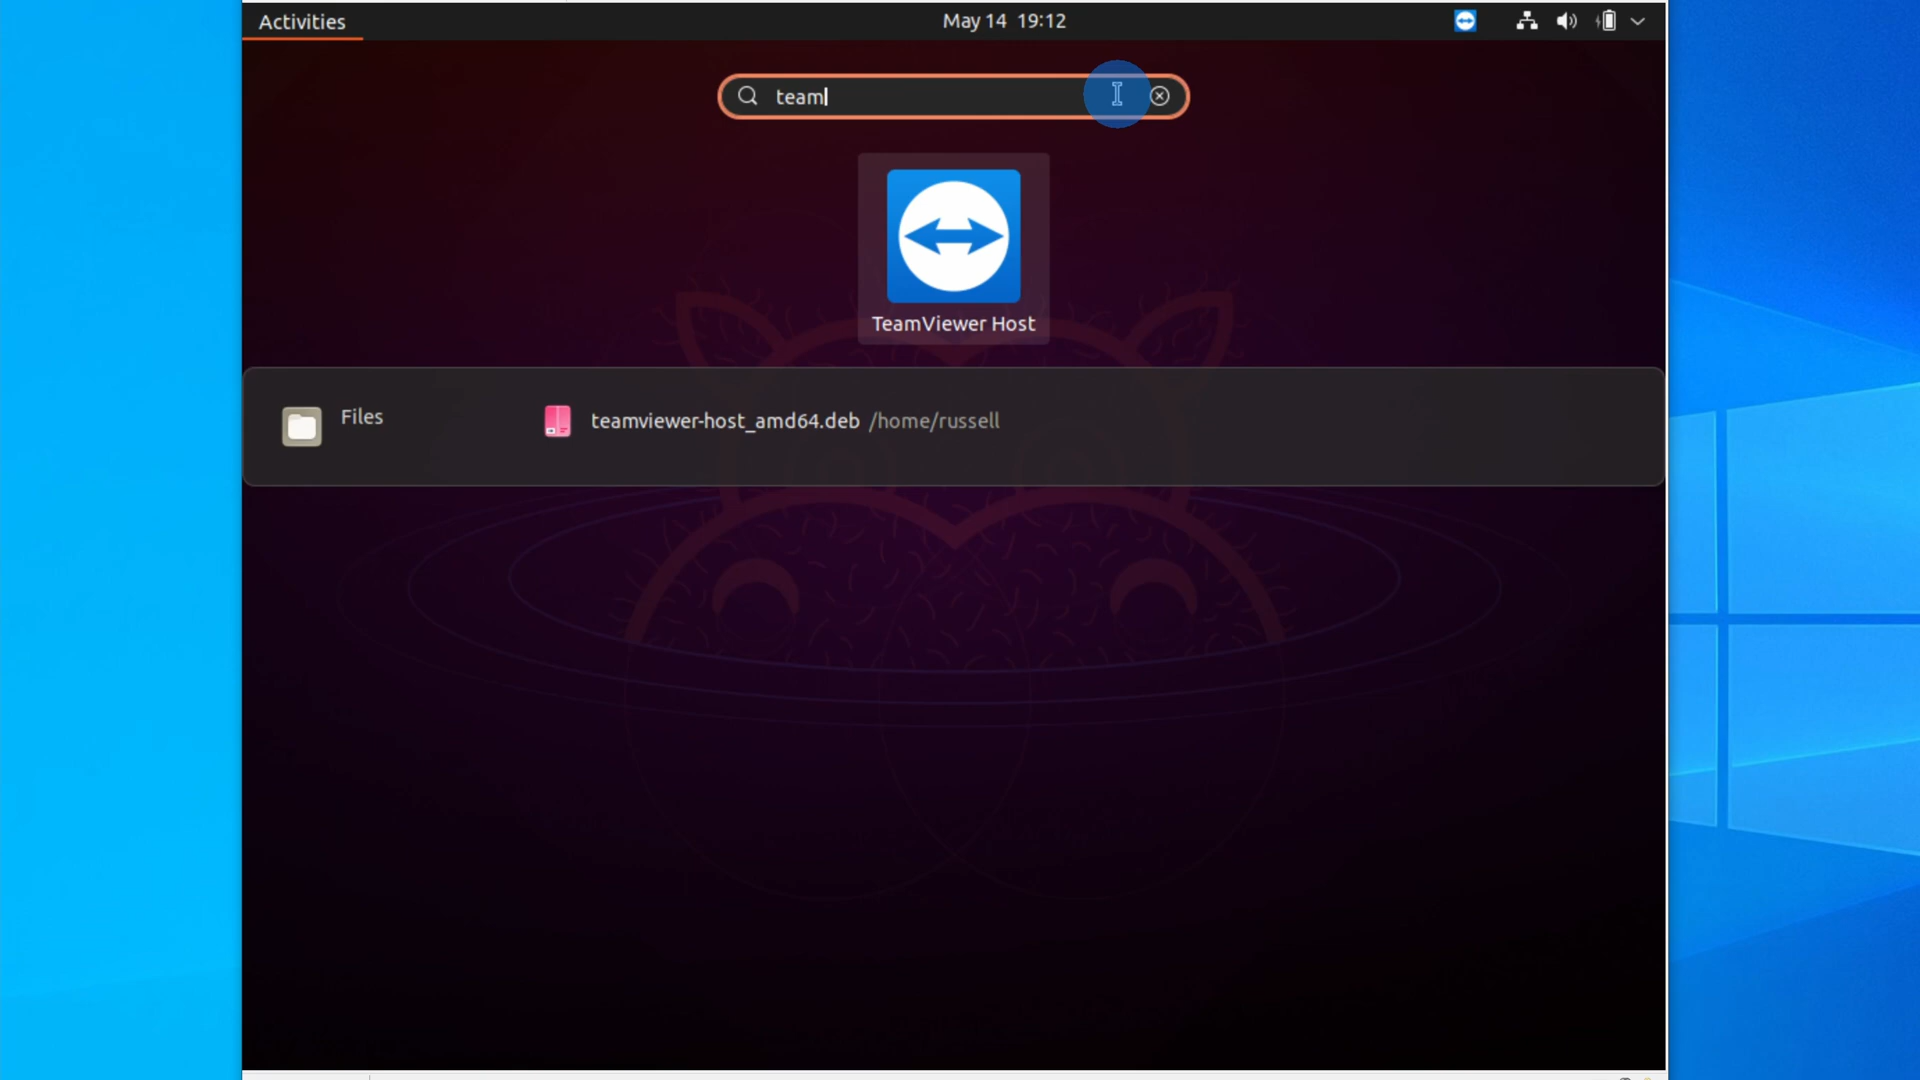 Activities
May 14 19:12
team
TeamViewer Host
Files
teamviewer-host_amd64.deb /home/russell